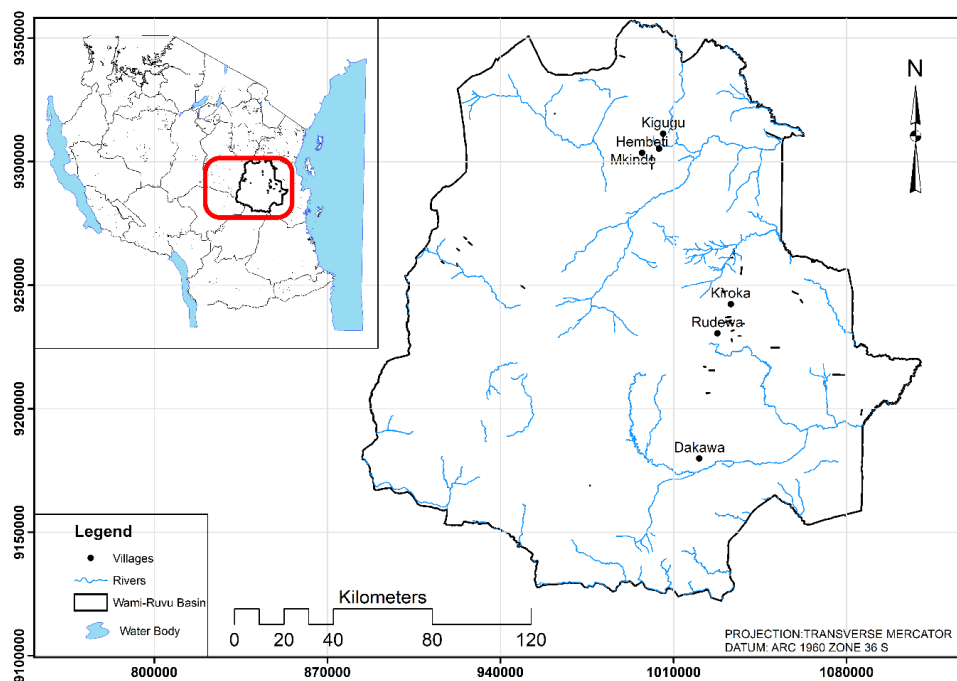 9350000
9300000
9250000
9200000
9150000
9100000
N
Kigugu
Hembeti
Mkindo
Kiroka
Rudewa
Dakawa
Legend
Villages
Rivers
Wami-Ruvu Basin
Water Body
Kilometers
0 20 40 80 120
PROJECTION:TRANSVERSE MERCATOR
DATUM: ARC 1960 ZONE 36 S
800000 870000 940000 1010000 1080000